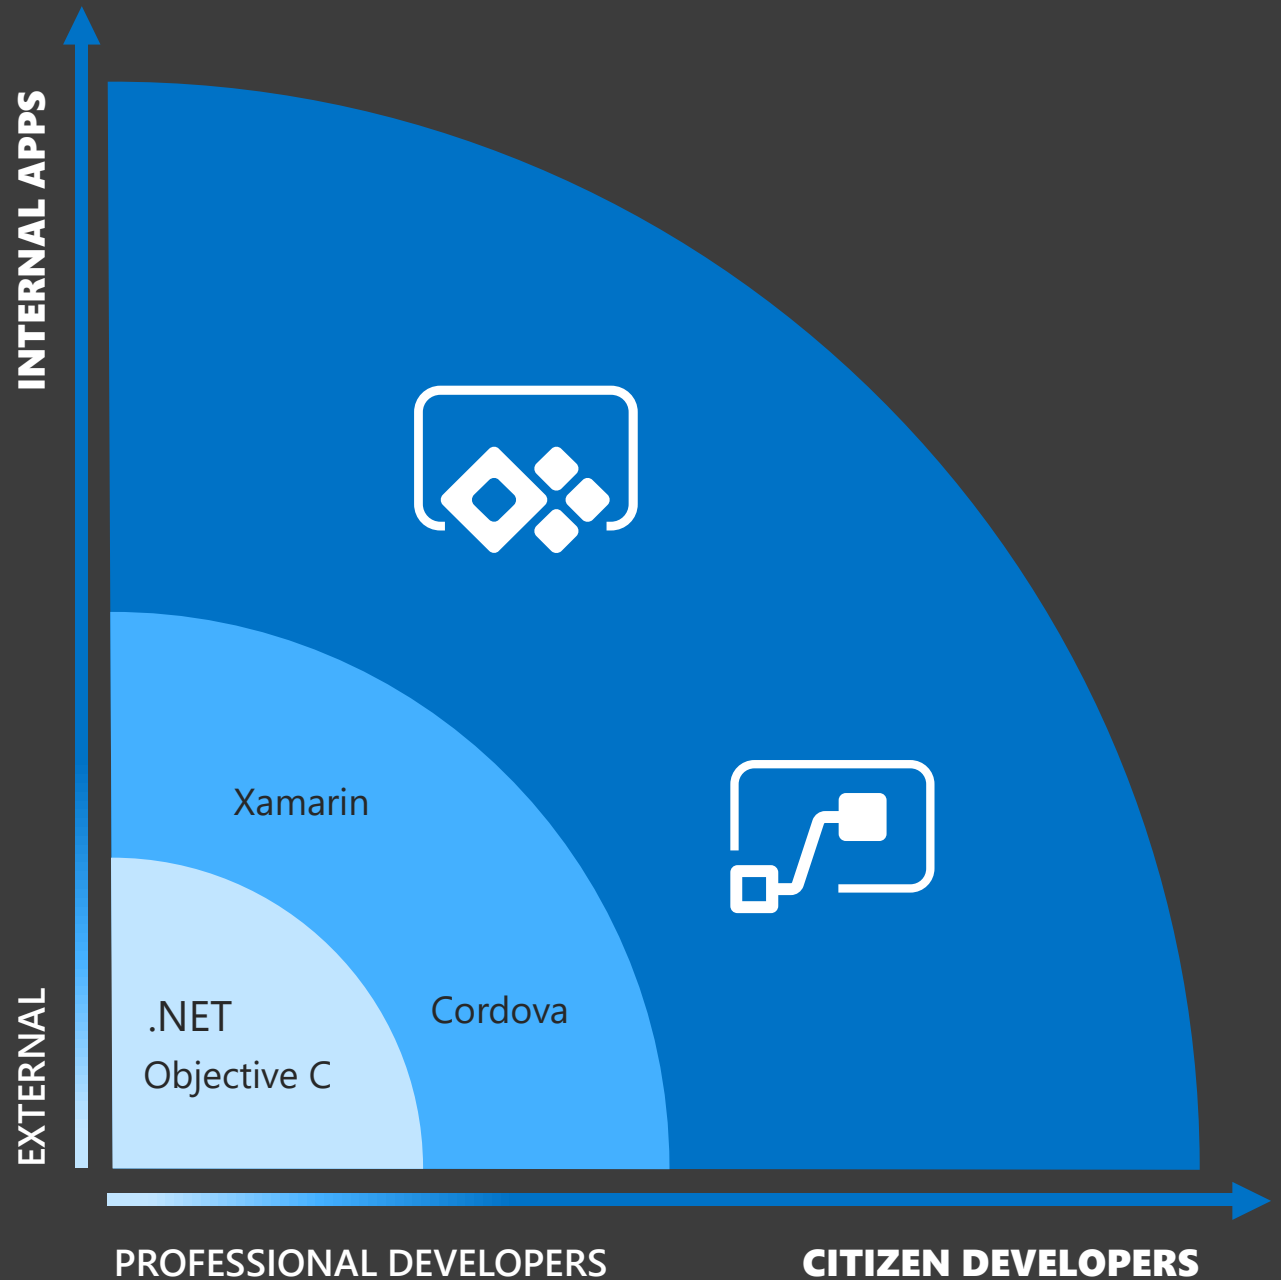 INTERNAL APPS
EXTERNAL
Xamarin
Cordova
.NET
Objective C
PROFESSIONAL DEVELOPERS
CITIZEN DEVELOPERS